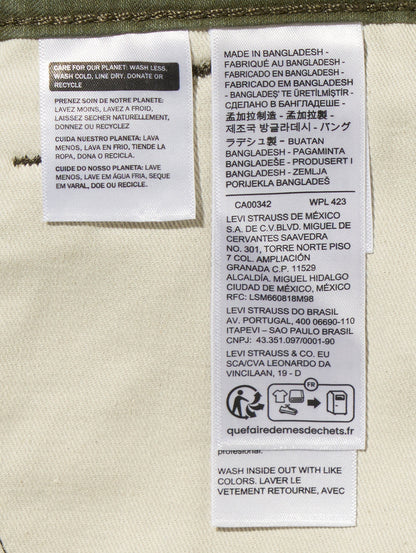 CARE FOR OUR PLANET: WASH LESS,
WASH COLD, LINE DRY. DONATE OR
RECYCLE
PRENEZ SOIN DE NOTRE PLANETE:
LAVEZ MOINS, LAVEZ A FROID,
LAISSEZ SECHER NATURELLEMENT,
DONNEZ OU RECYCLEZ
CUIDA NUESTRO PLANETA: LAVA
MENOS, LAVA EN FRIO, TIENDE LA
ROPA, DONA O RECICLA.
CUIDE DO NOSSO PLANETA: LAVE
MENOS, LAVE EM ÁGUA FRIA, SEQUE
EM VARAL, DOE OU RECICLE.
MADE IN BANGLADESH -
FABRIQUÉ AU BANGLADESH -
FABRICADO EN BANGLADESH -
FABRICADO EM BANGLADESH -
BANGLADEŞ' TE ÜRETİLMİŞTİR -
СДЕЛАНО В БАНГЛАДЕШЕ -
孟加拉制造 - 孟加拉製造 -
제조국 방글라데시 - バング
ラデシュ製 - BUATAN
BANGLADESH - PAGAMINTA
BANGLADEŠE - PRODUSERT I
BANGLADESH - ZEMLJA
PORIJEKLA BANGLADEŠ
CA00342 WPL 423
LEVI STRAUSS DE MÉXICO
S.A. DE C.V.BLVD. MIGUEL DE
CERVANTES SAAVEDRA
NO. 301, TORRE NORTE PISO
7 COL. AMPLIACIÓN
GRANADA C.P. 11529
ALCALDÍA. MIGUEL HIDALGO
CIUDAD DE MÉXICO, MÉXICO
RFC: LSM660818M98
LEVI STRAUSS DO BRASIL
AV. PORTUGAL, 400 06690-110
ITAPEVI – SAO PAULO BRASIL
CNPJ: 43.351.097/0001-90
LEVI STRAUSS & CO. EU
SCA/CVA LEONARDO DA
VINCILAAN, 19 - D
FR
quefairedemesdechets.fr
professional.
WASH INSIDE OUT WITH LIKE
COLORS. LAVER LE
VETEMENT RETOURNE, AVEC